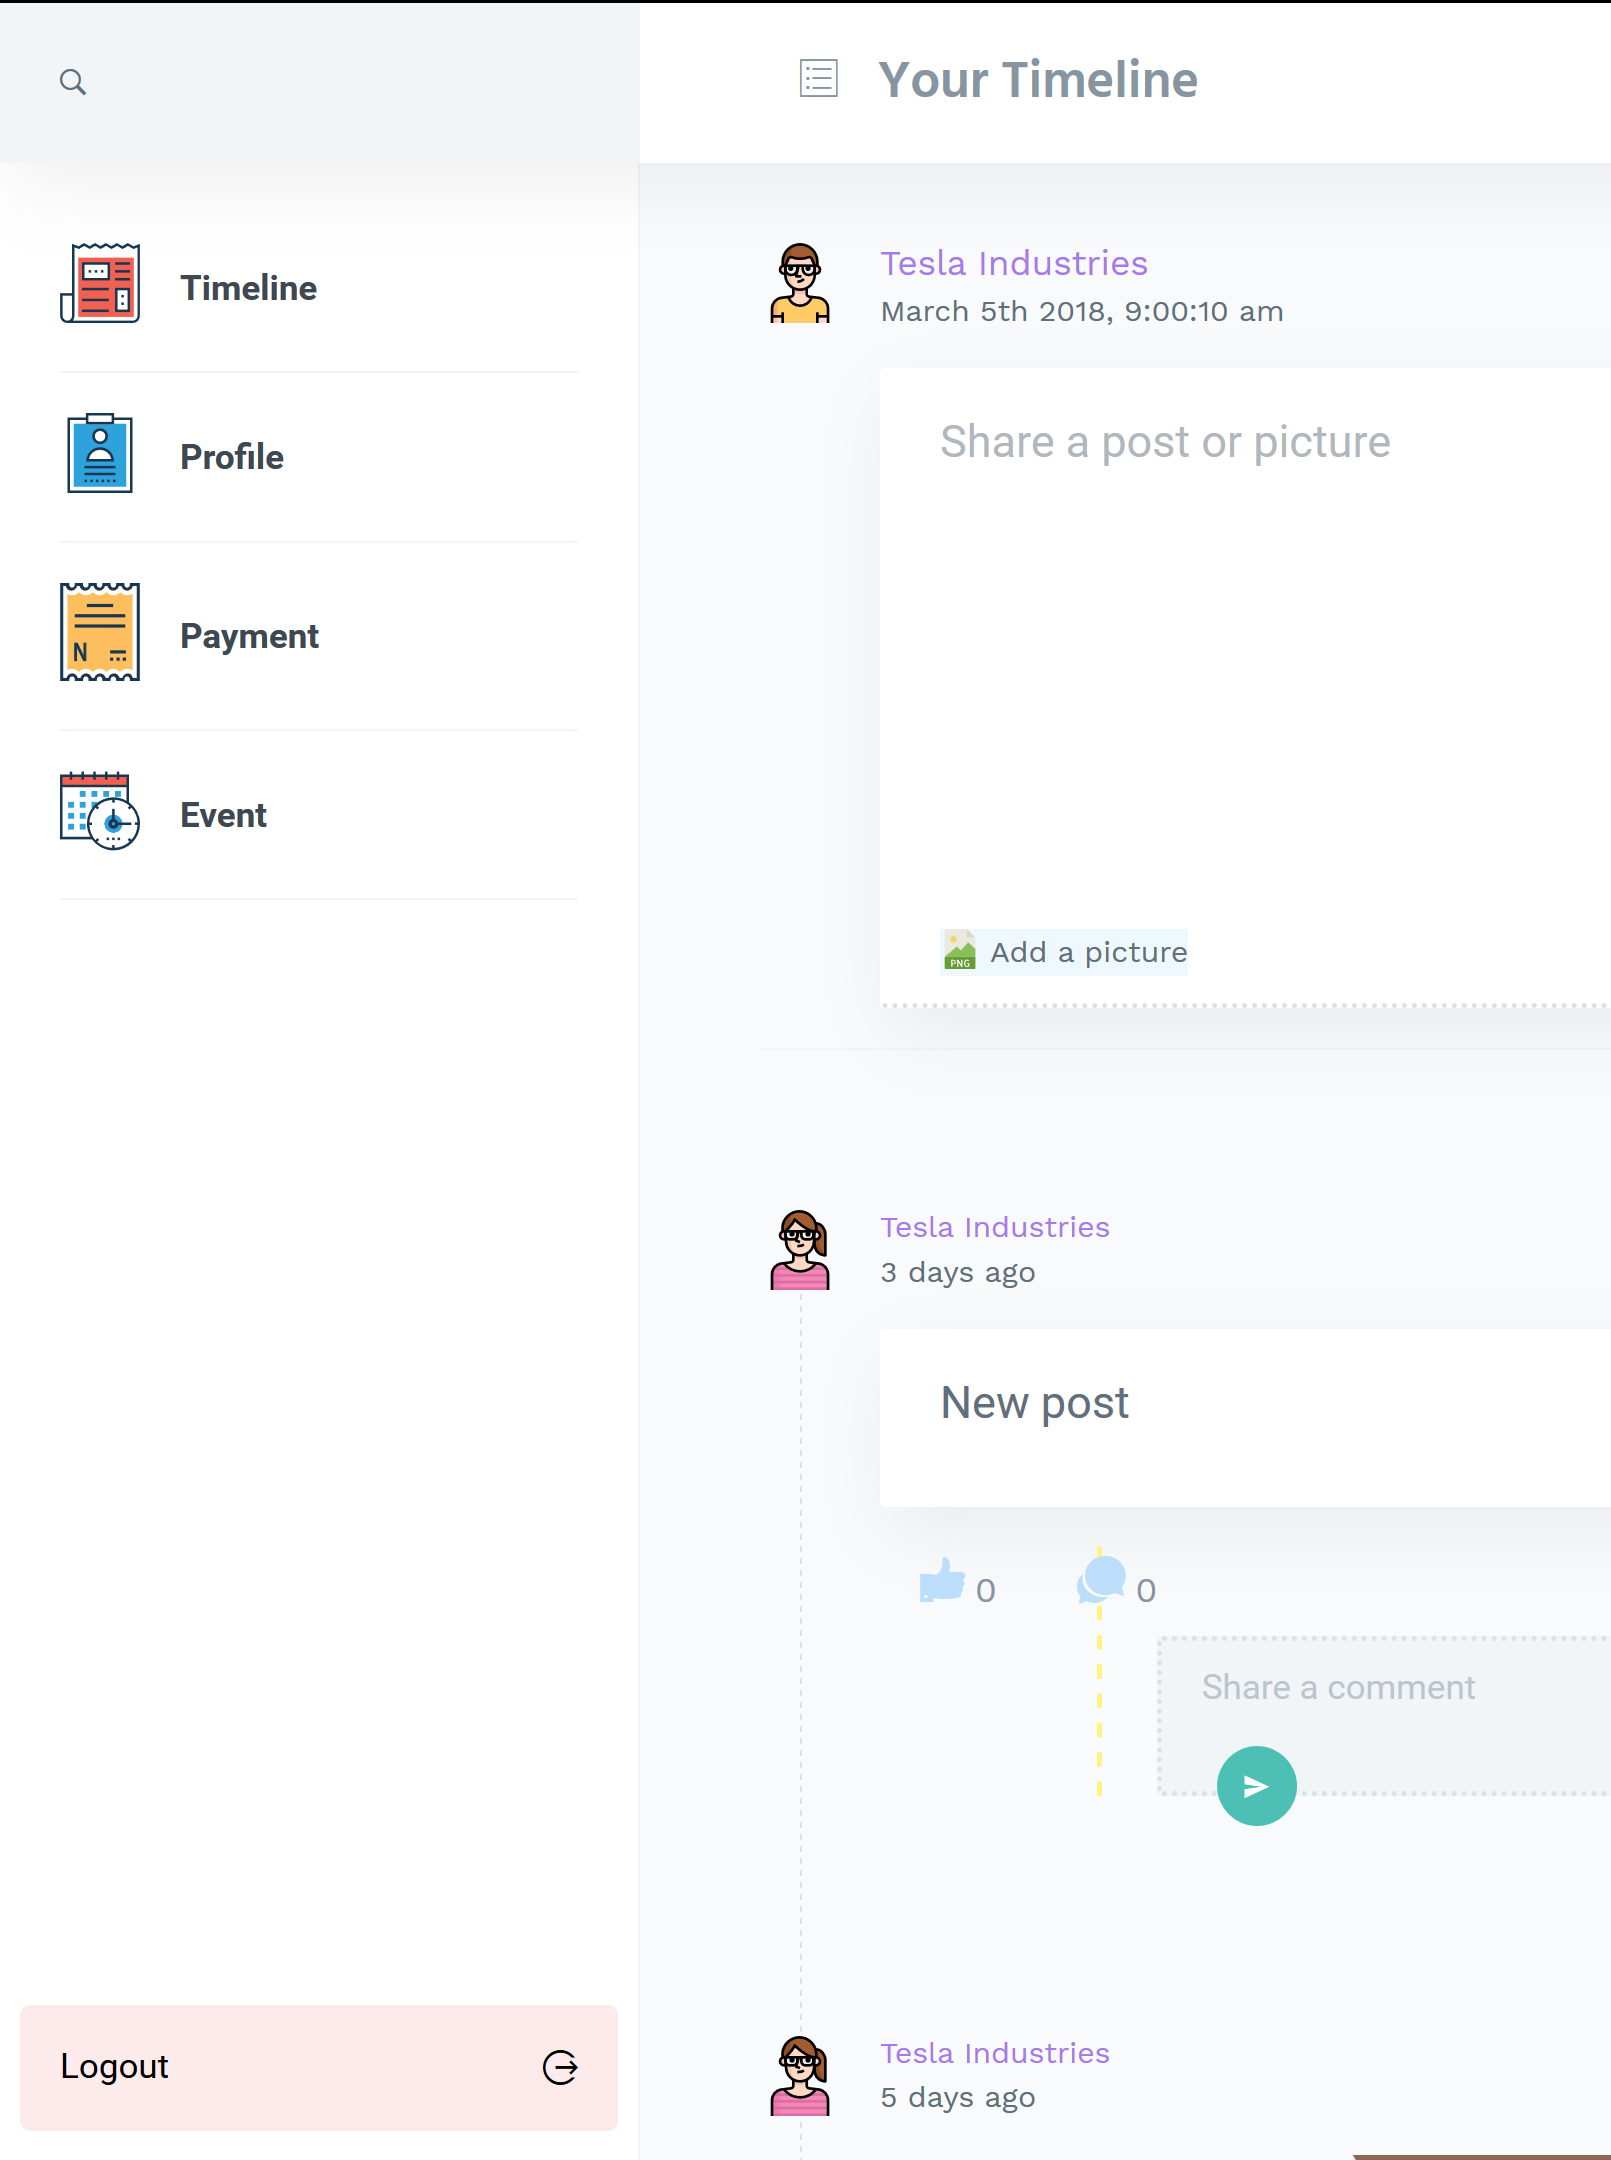 Your Timeline
Timeline
Profile
Payment
N
Event
Logout
Tesla Industries
March 5th 2018, 9:00:10 am
Share a post or picture
PNG
Add a picture
Tesla Industries
3 days ago
New post
0
0
Share a comment
Tesla Industries
5 days ago